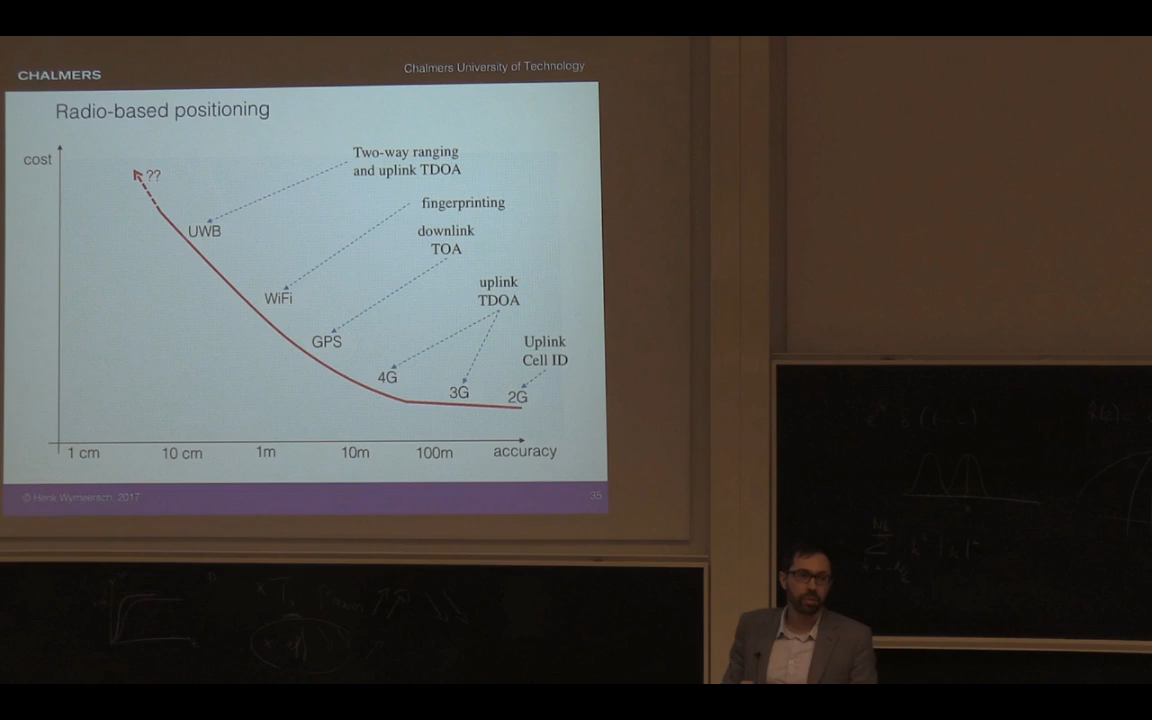 CHALMERS
Chalmers University of Technology
Radio-based positioning
cost
??
Two-way ranging
and uplink TDOA
fingerprinting
UWB
downlink
TOA
uplink
TDOA
WiFi
GPS
Uplink
Cell ID
4G
3G
2G
1 cm
10 cm
1m
10m
100m
accuracy
© Henk Wymeersch, 2017
35